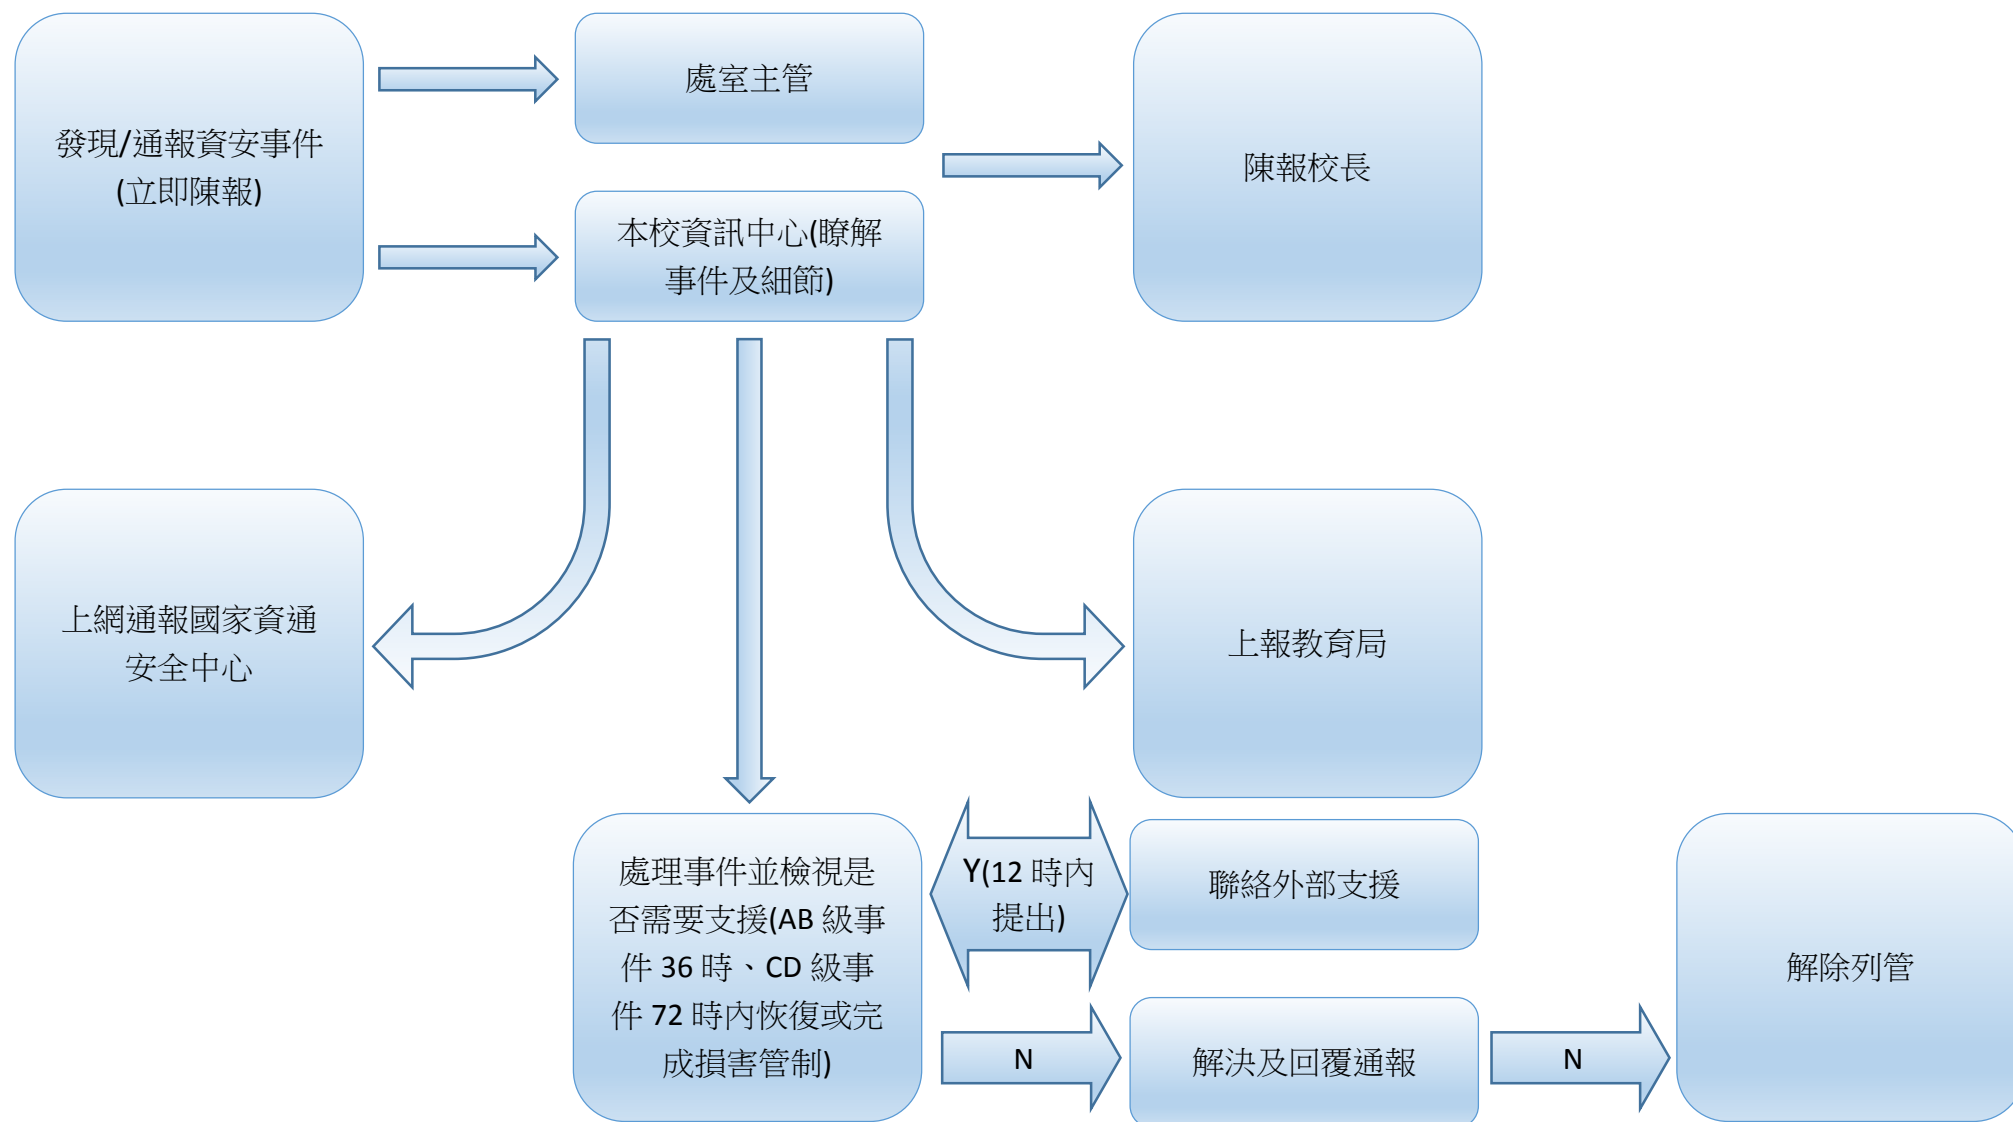 發現/通報資安事件
(立即陳報)
處室主管
本校資訊中心(瞭解
事件及細節)
陳報校長
上網通報國家資通
安全中心
上報教育局
處理事件並檢視是
否需要支援(AB 級事
件 36 時、CD 級事
件 72 時內恢復或完
成損害管制)
Y(12 時內
提出)
聯絡外部支援
N
解決及回覆通報
N
解除列管